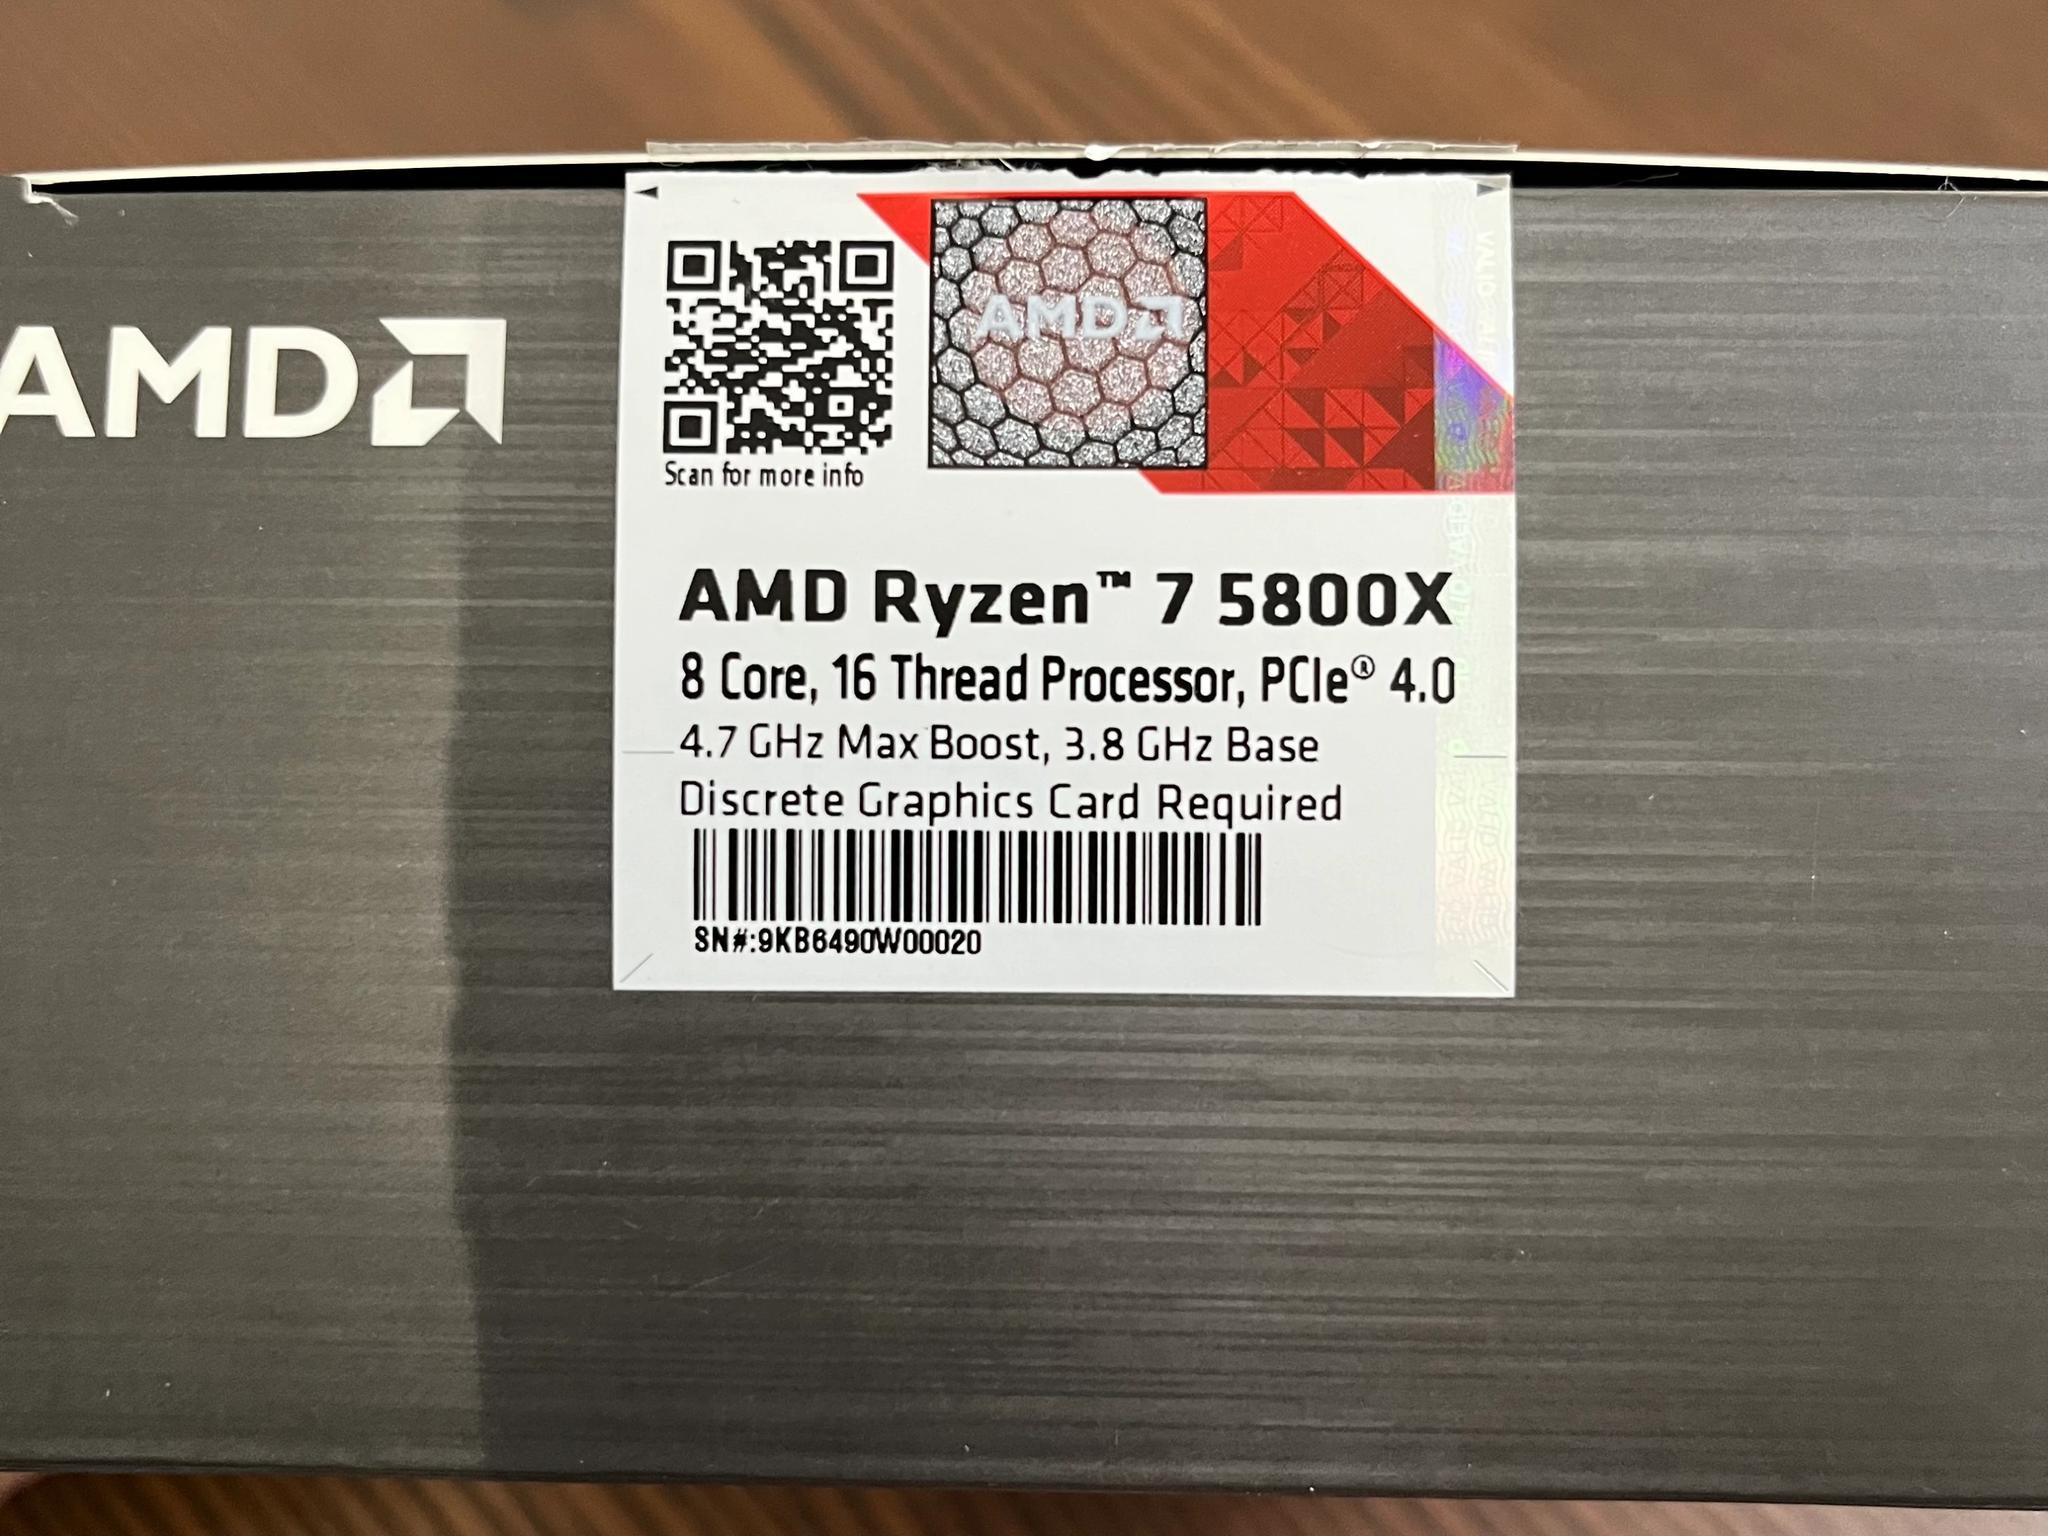 AMD
Scan for more info
AMD
AMD Ryzen™ 7 5800X
8 Core, 16 Thread Processor, PCIe® 4.0
4.7 GHz Max Boost, 3.8 GHz Base
Discrete Graphics Card Required
SN#:9KB6490W00020